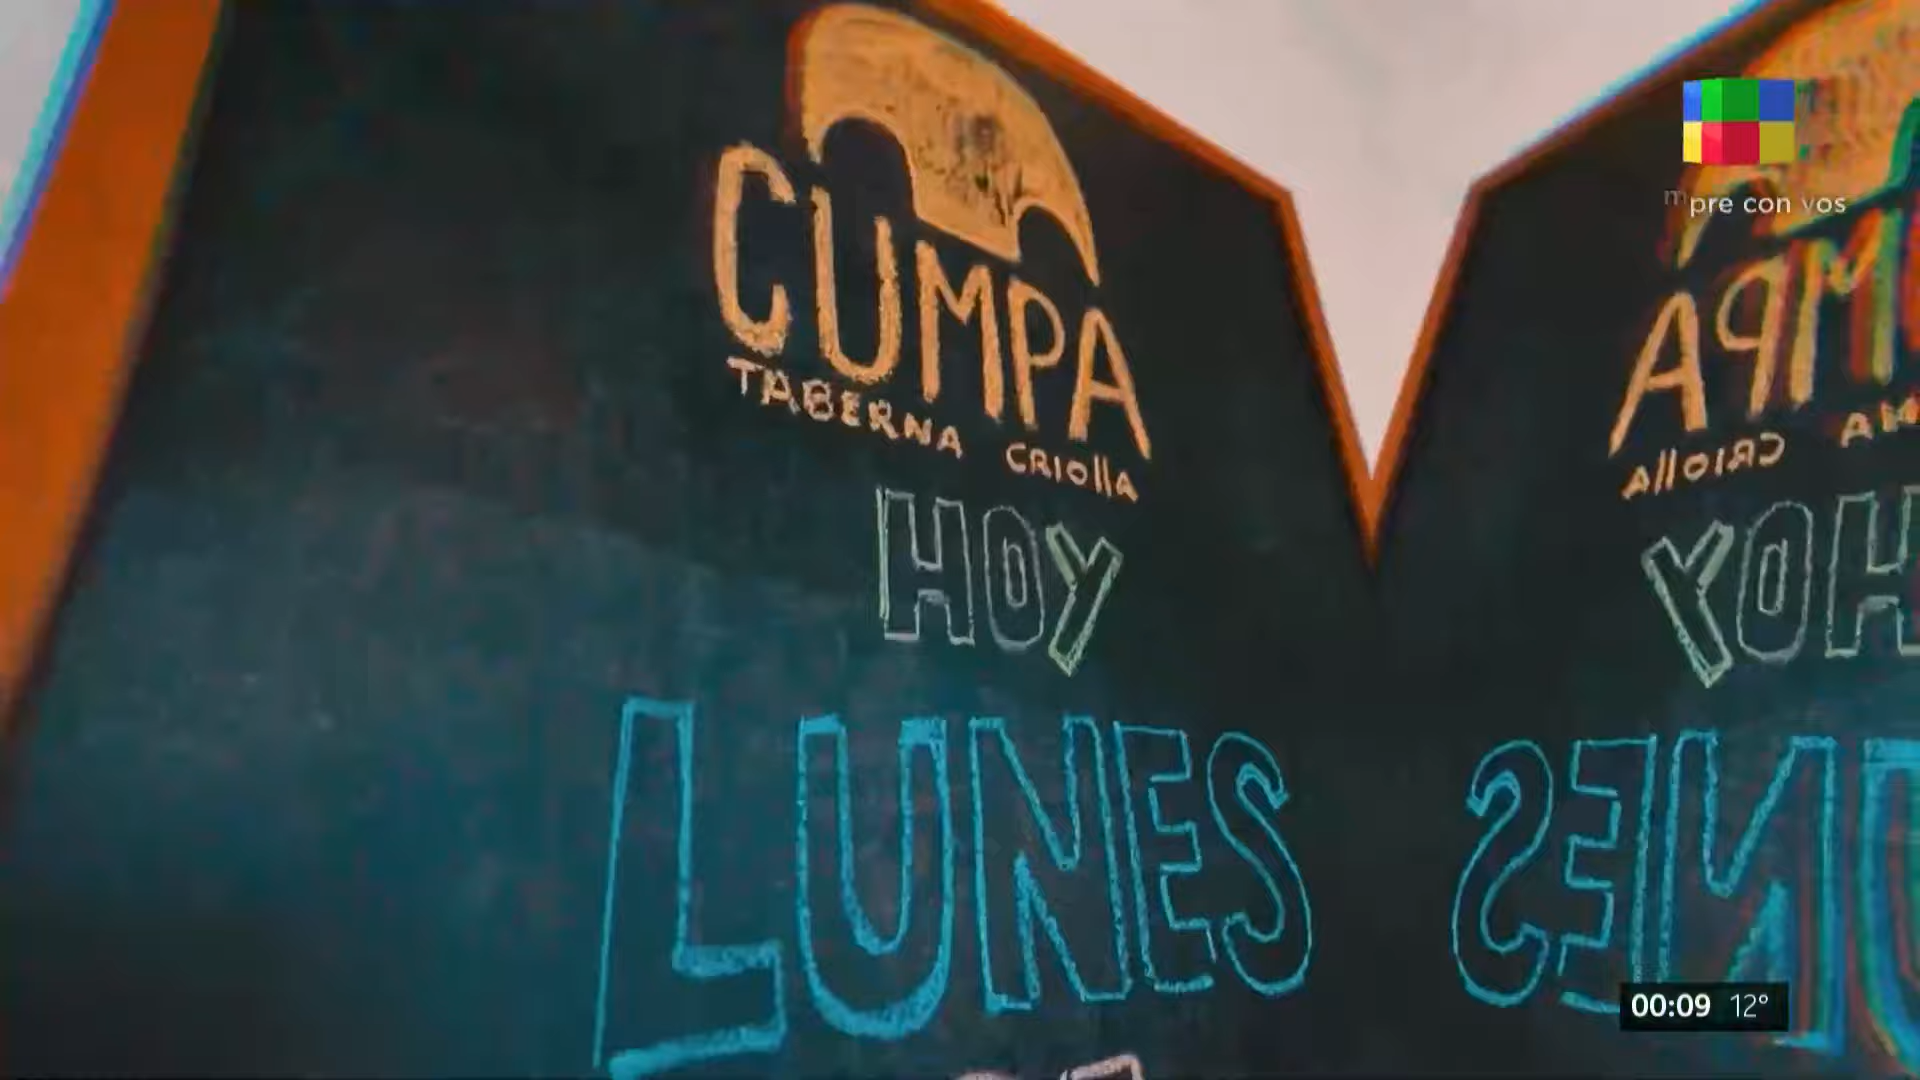 CUMPA
TABERNA CRIOllA
HOY
LUNES
pre con vos
00:09 12°